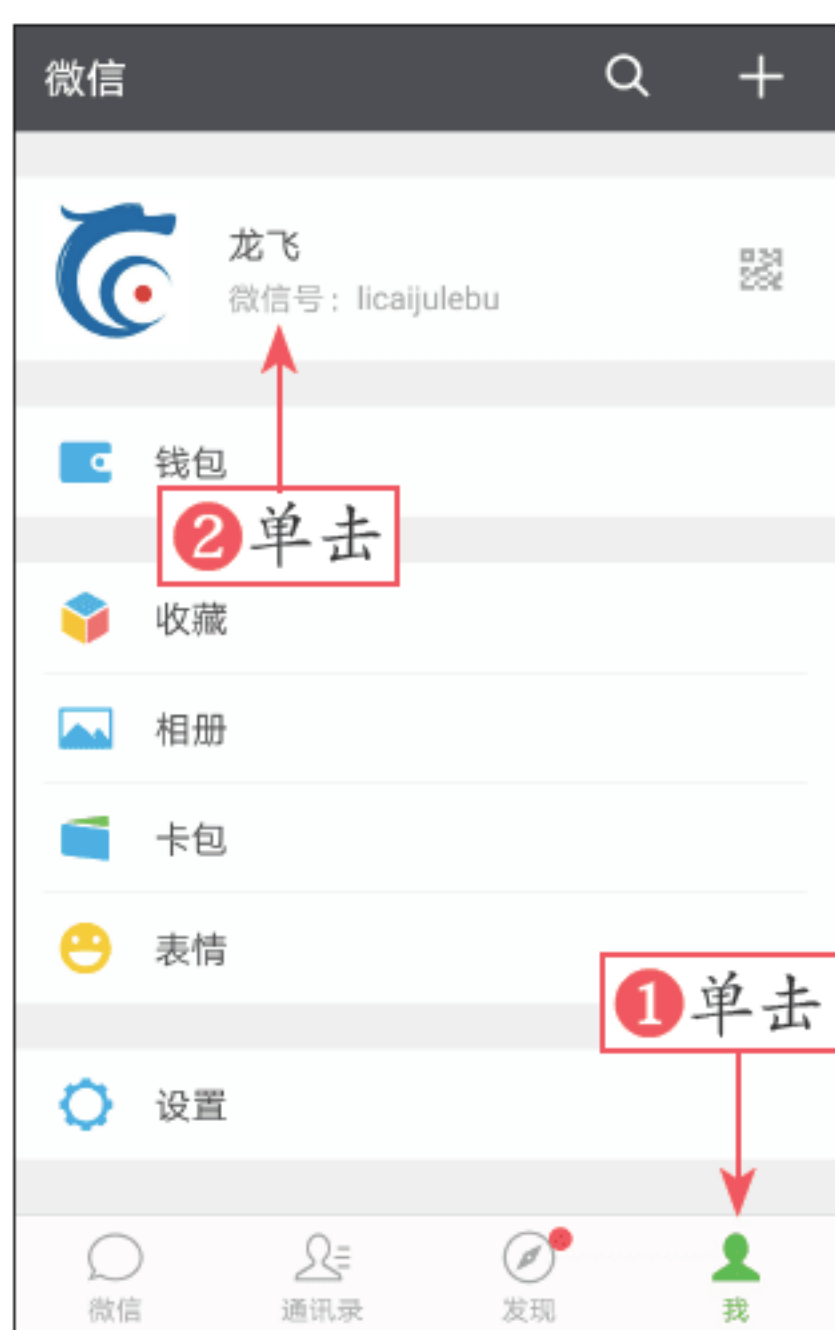 微信
龙飞
微信号：licaijulebu
钱包
❷单击
收藏
相册
卡包
表情
❶单击
设置
微信 通讯录 发现 我